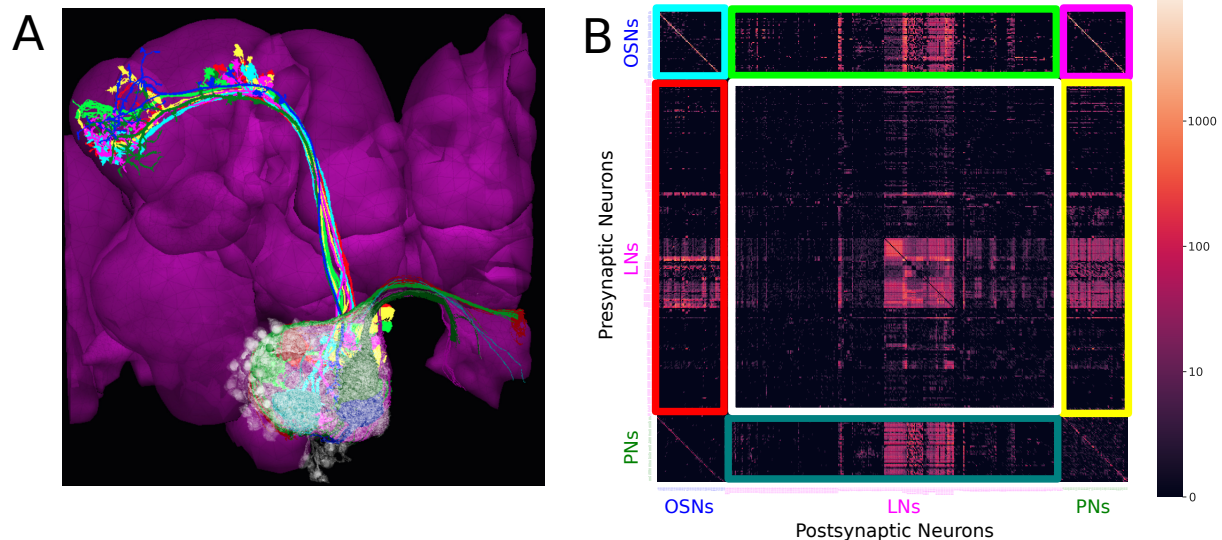 A
B
OSNs
LNs
PNs
Presynaptic Neurons
OSNs
LNs
PNs
Postsynaptic Neurons
1000
100
10
0